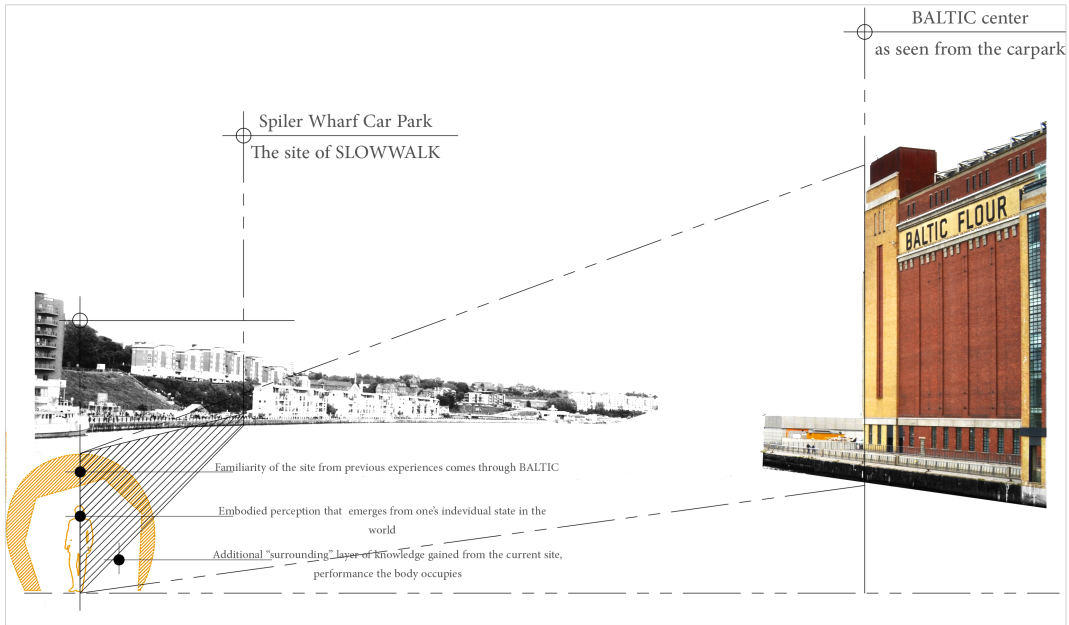 BALTIC center
as seen from the carpark
Spiler Wharf Car Park
The site of SLOWWALK
BALTIC FLOUR
Familiarity of the site from previous experiences comes through BALTIC
Embodied perception that emerges from one's indevidual state in the
world
Additional "surrounding" layer of knowledge gained from the current site,
performance the body occupies